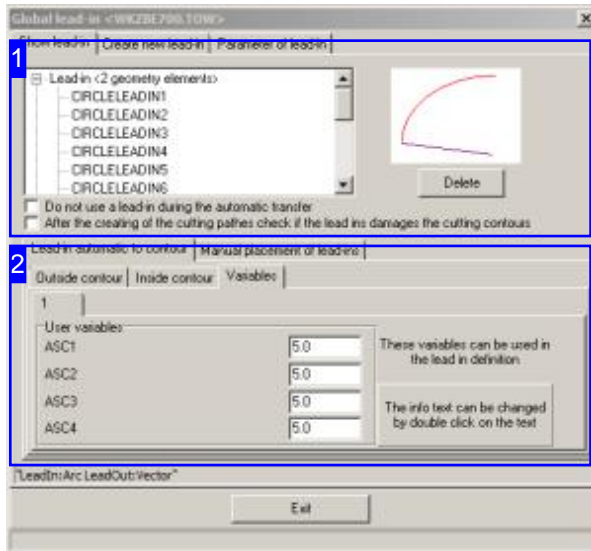 Global lead-in <WKZBE700.TOW>
Show lead-in Create new lead-in Parameter of lead-in
1
Lead-in <2 geometry elements>
CIRCLELEADIN1
CIRCLELEADIN2
CIRCLELEADIN3
CIRCLELEADIN4
CIRCLELEADIN5
CIRCLELEADIN6
Delete
Do not use a lead-in during the automatic transfer
After the creating of the cutting pathes check if the lead ins damages the cutting contours
Lead-in automatic to contour Manual placement of lead-ins
2
Outside contour Inside contour Variables
1
User variables
ASC1 5.0
ASC2 5.0
ASC3 5.0
ASC4 5.0
These variables can be used in
the lead in definition
The info text can be changed
by double click on the text
"LeadIn:Arc LeadOut:Vector"
Exit